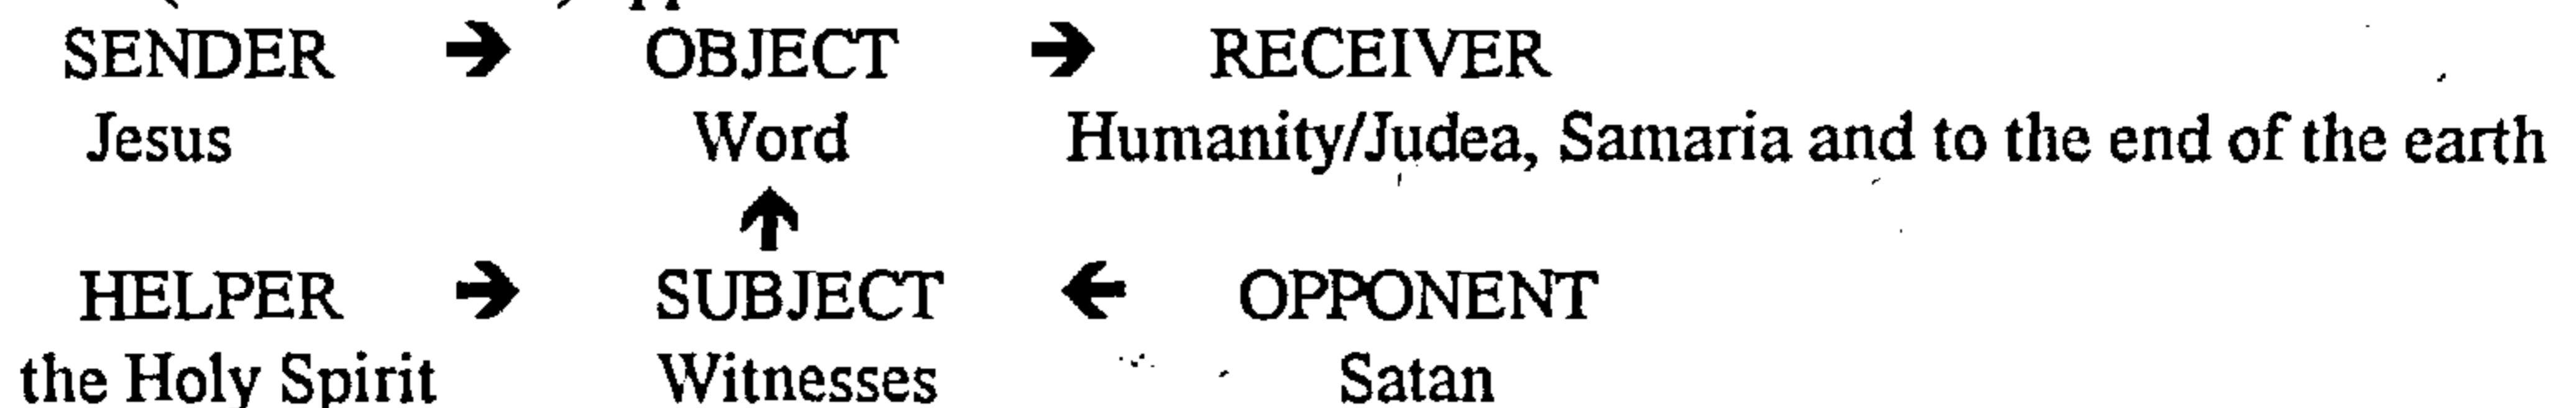 SENDER → OBJECT → RECEIVER
Jesus Word Humanity/Judea, Samaria and to the end of the earth
↑
HELPER → SUBJECT ← OPPONENT
the Holy Spirit Witnesses Satan